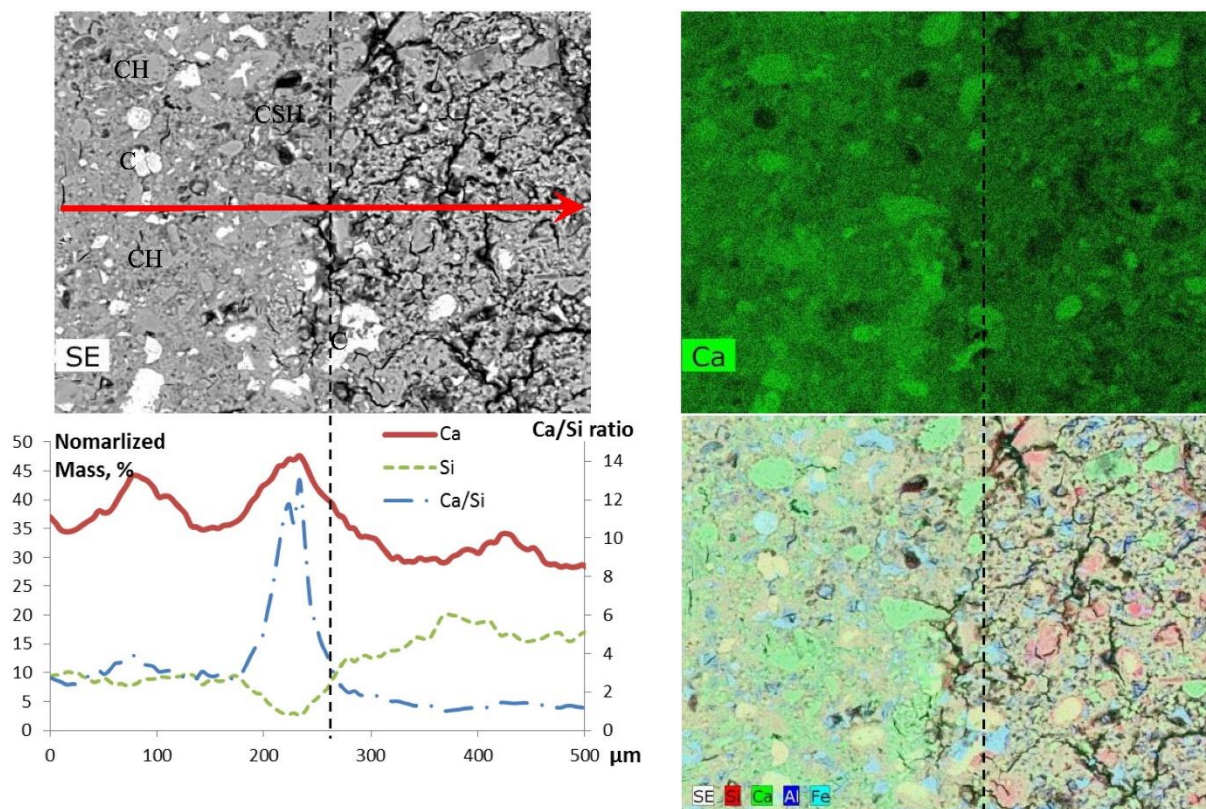 CH
CSH
C
CH
C
SE
Ca
Nomarlized
Mass, %
Ca/Si ratio
Ca
Si
Ca/Si
50
45
40
35
30
25
20
15
10
5
0
14
12
10
8
6
4
2
0
0 100 200 300 400 500 μm
SE Si Ca Al Fe